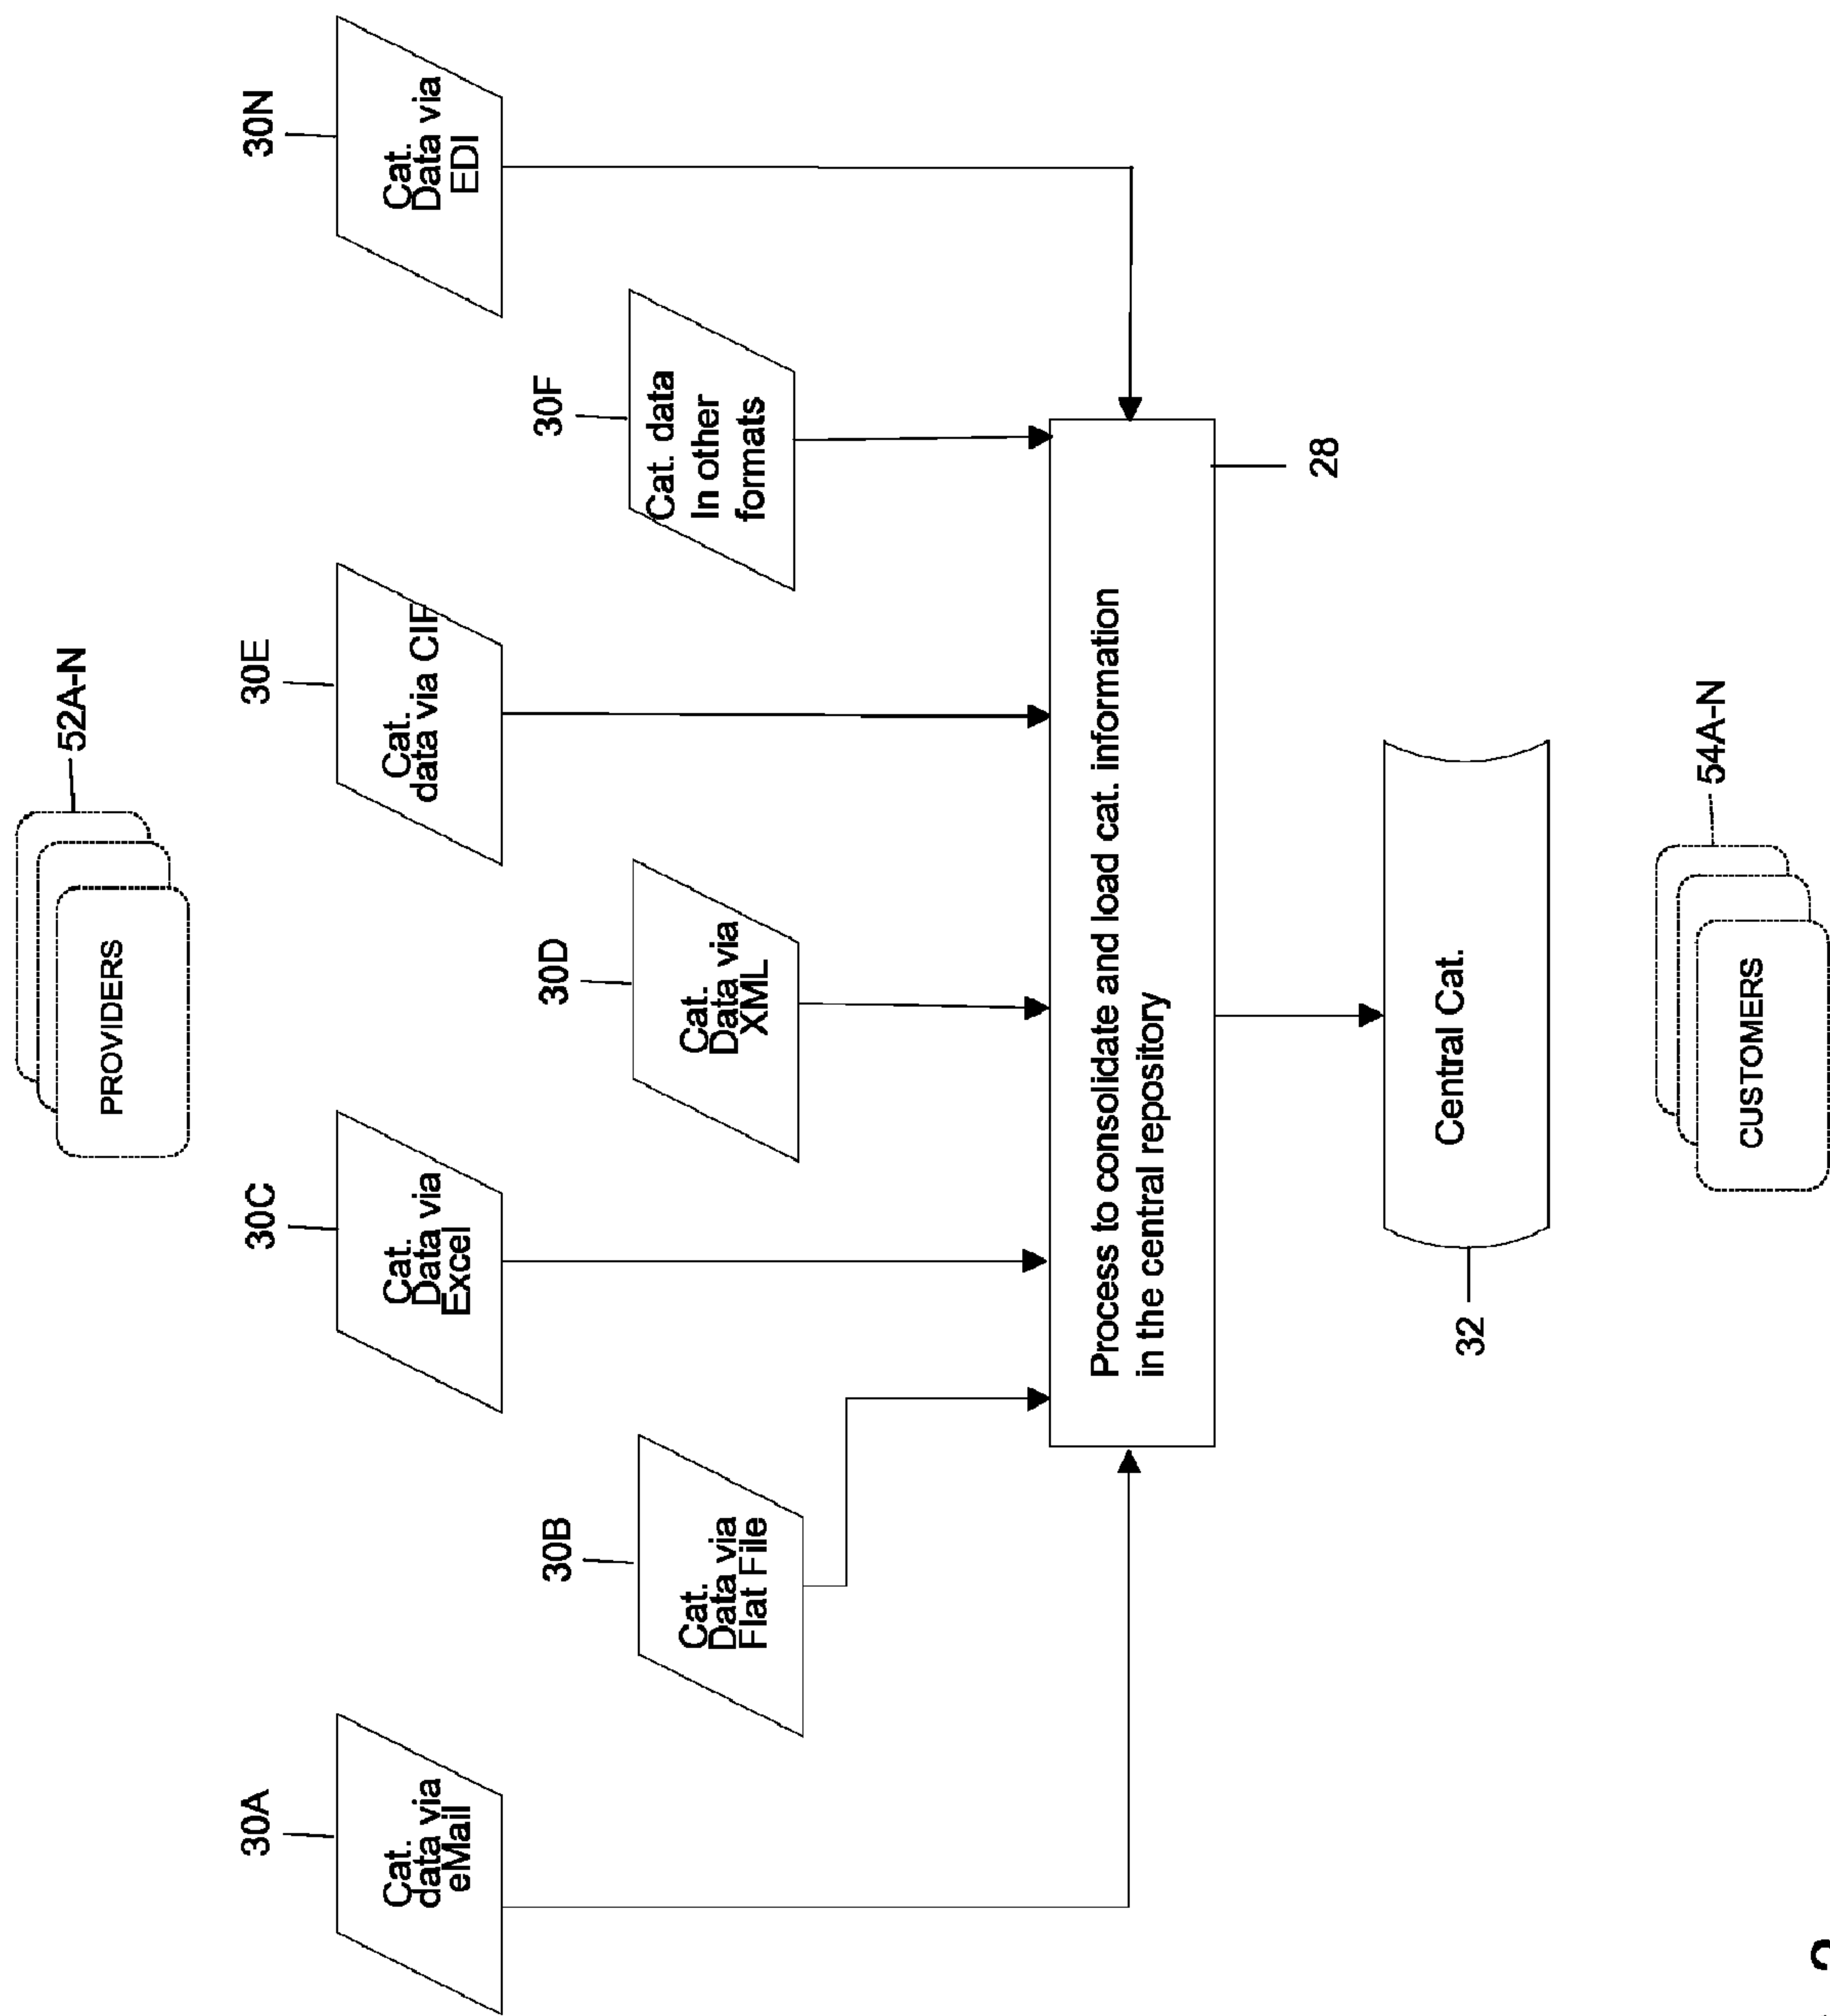 52A-N
PROVIDERS
30A
Cat.
data via
eMail
30B
Cat.
Data via
Flat File
30C
Cat.
Data via
Excel
30D
Cat.
Data via
XML
30E
Cat.
data via CIF
30F
Cat. data
In other
formats
30N
Cat.
Data via
EDI
Process to consolidate and load cat. information
in the central repository
28
Central Cat.
32
54A-N
CUSTOMERS